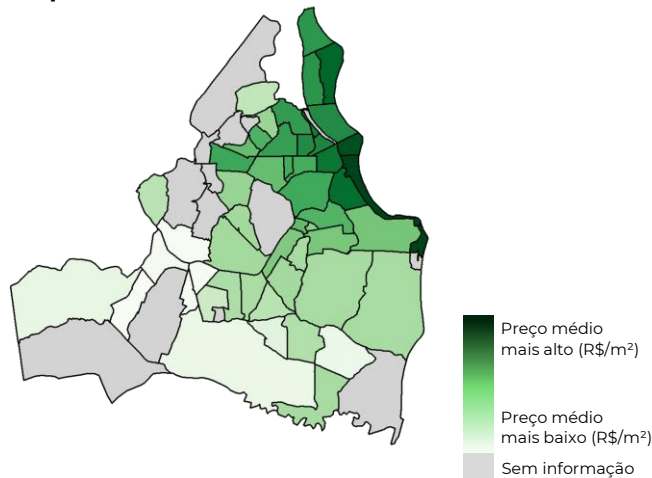 Preço médio
mais alto (R$/m²)
Preço médio
mais baixo (R$/m²)
Sem informação